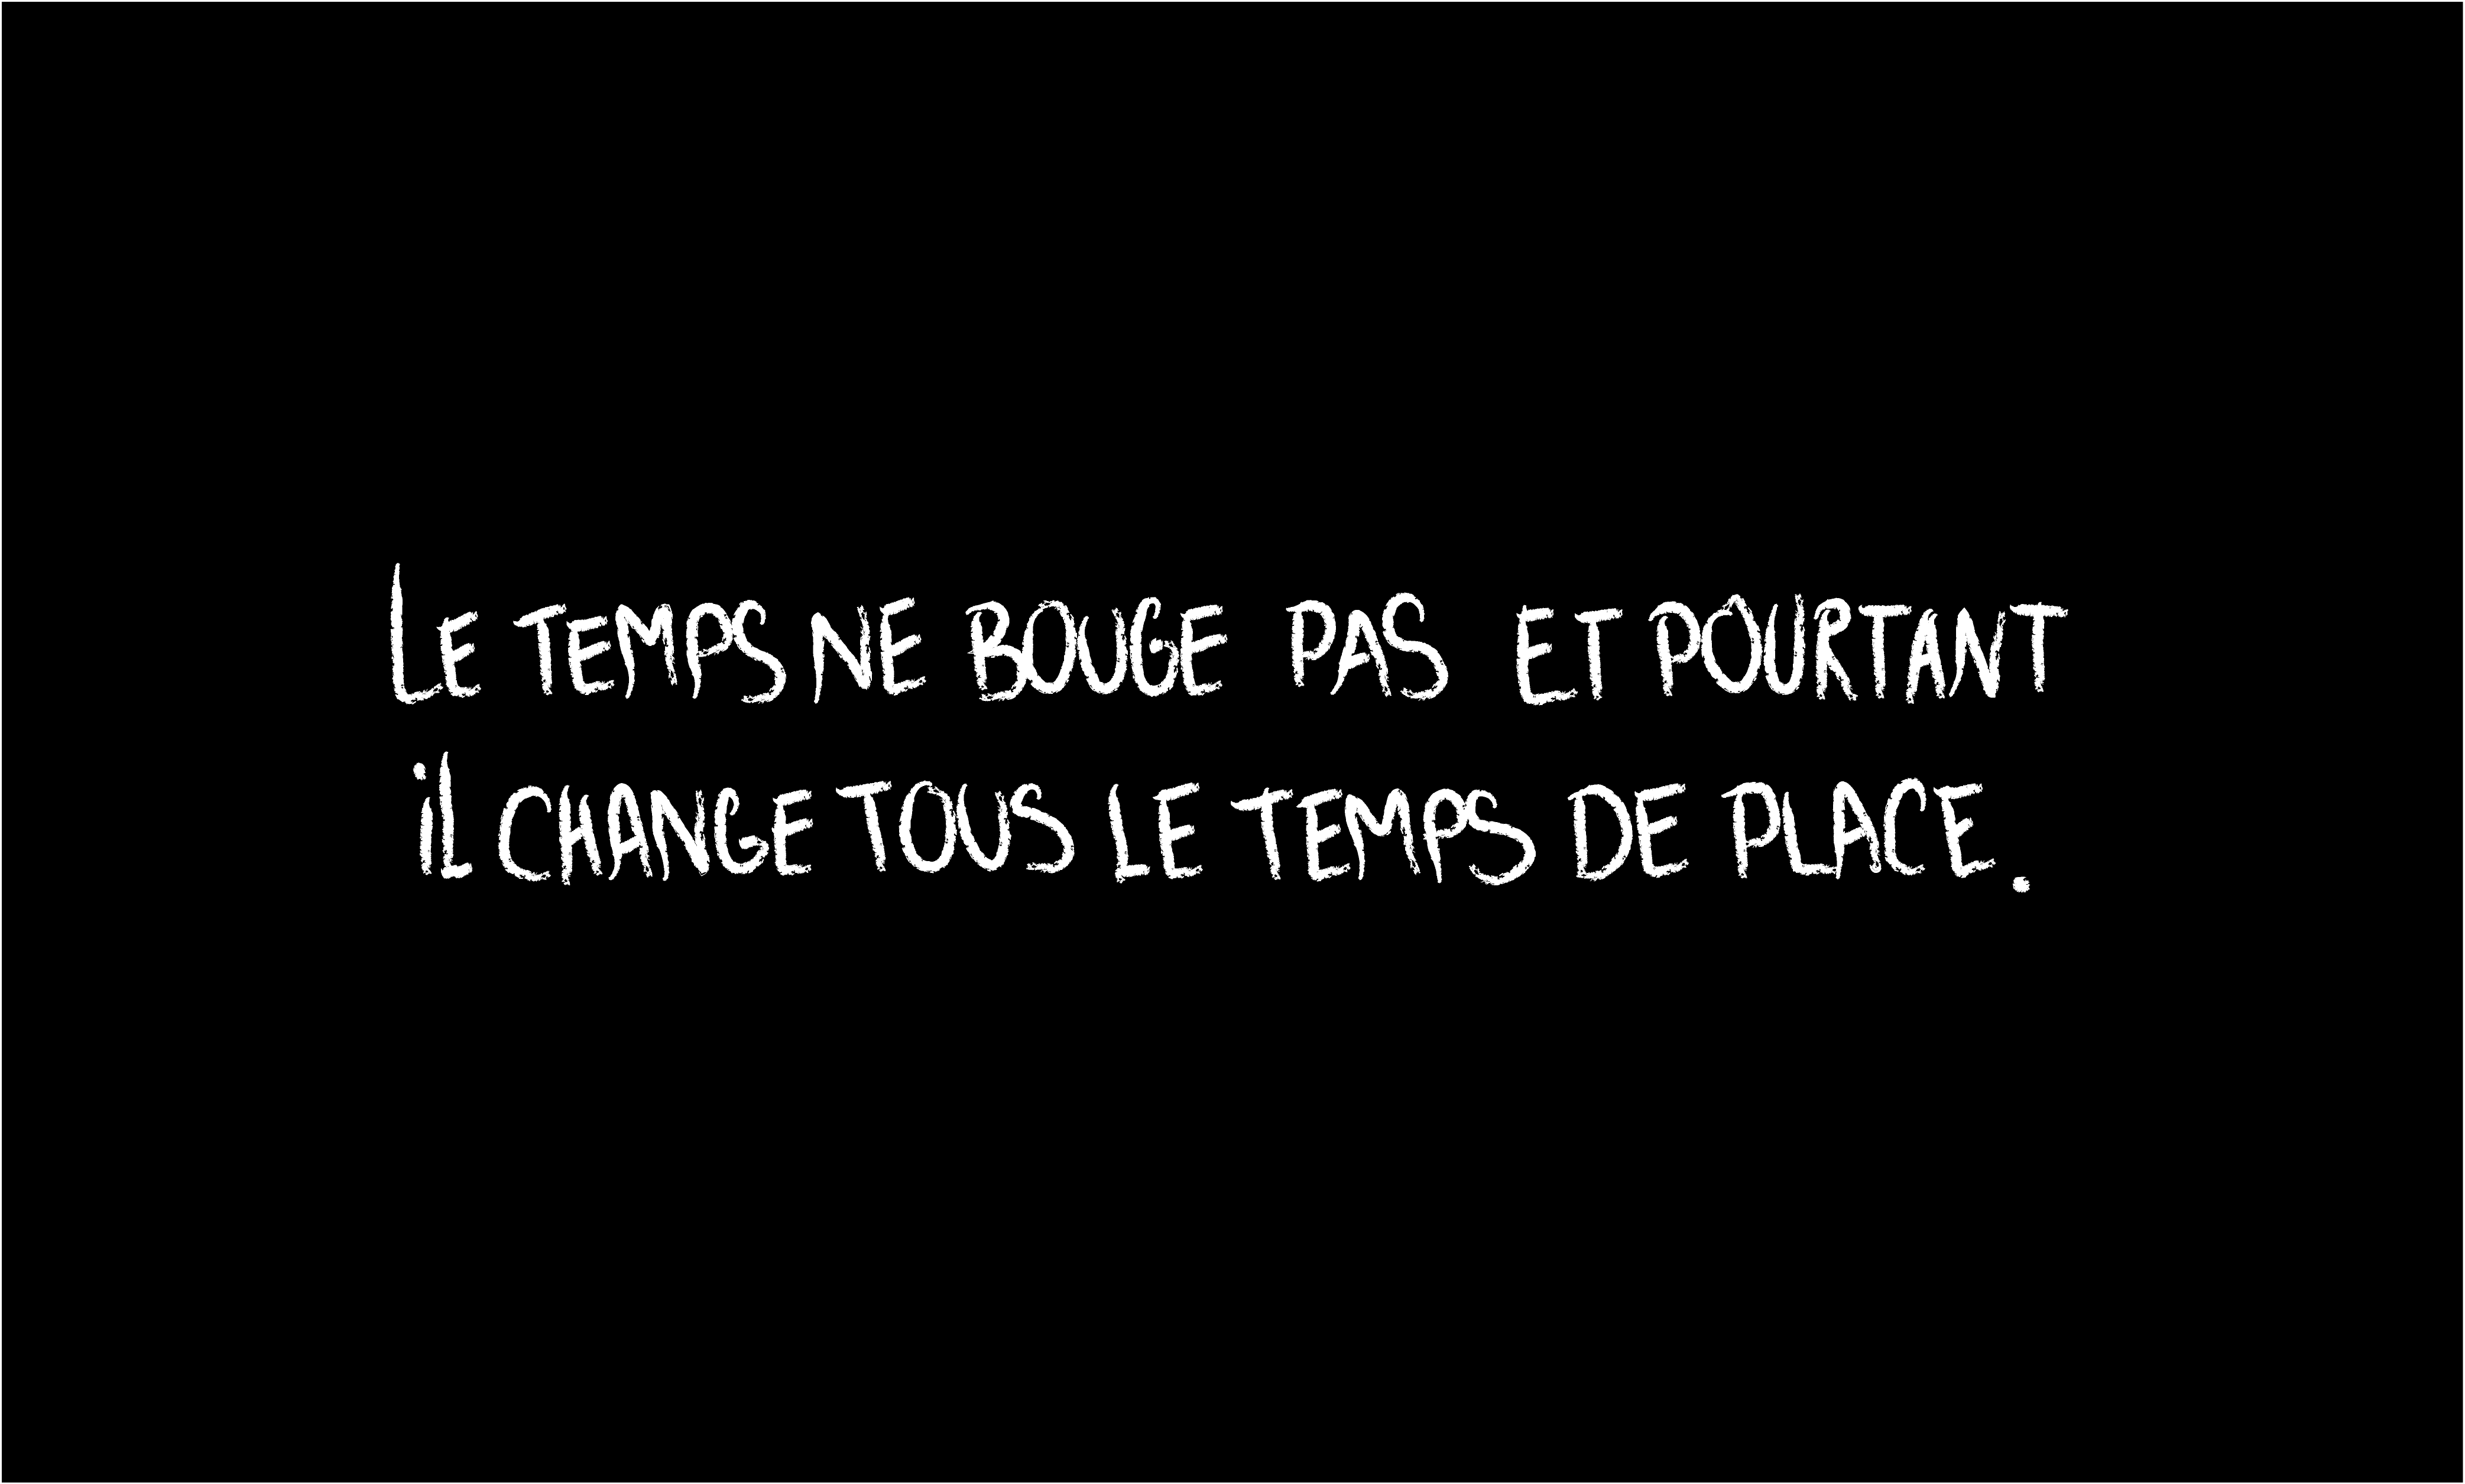 LE TEMPS NE BOUGE PAS ET POURTANT
il CHANGE TOUS LE TEMPS DE PLACE.